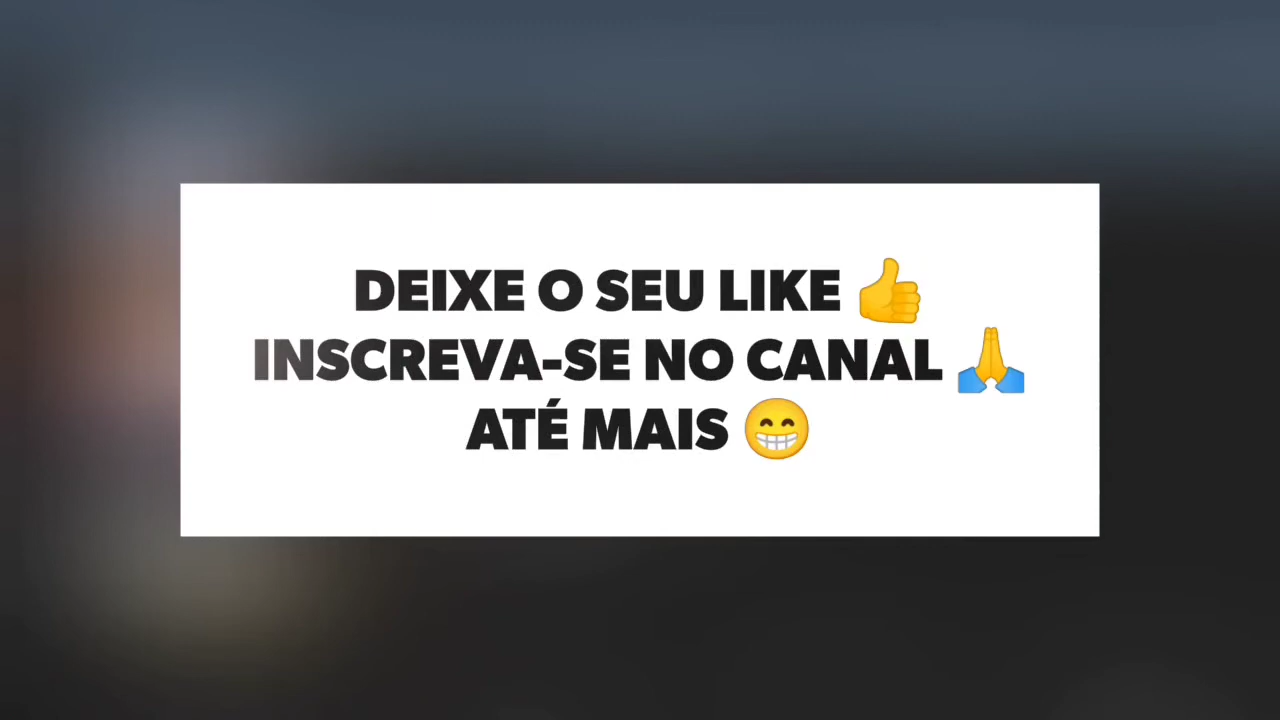 DEIXE O SEU LIKE 👍
INSCREVA-SE NO CANAL 🙏
ATÉ MAIS 😁